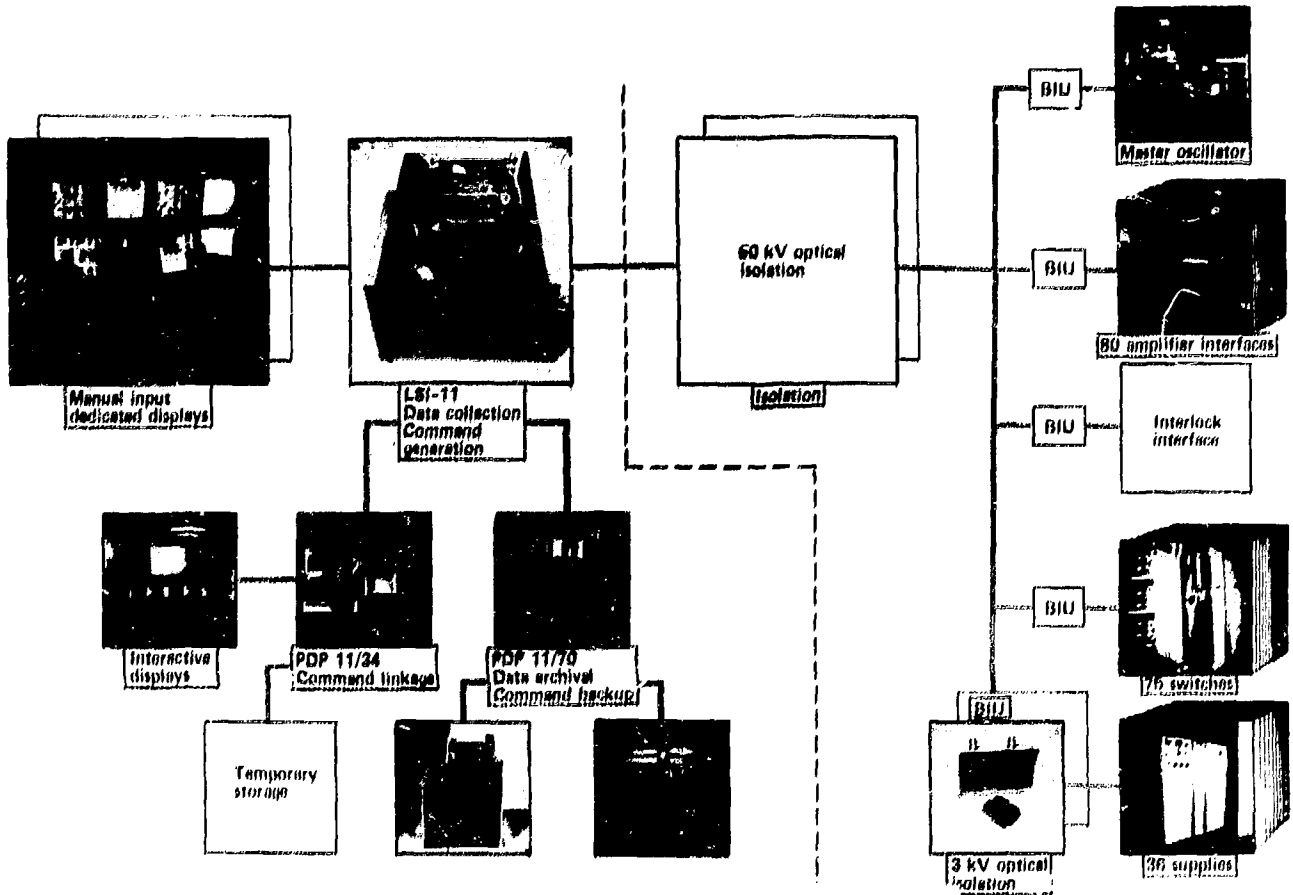 BIU
Master oscillator
60 kV optical
isolation
BIU
80 amplifier interfaces
Manual input
dedicated displays
LSI-11
Data collection
Command
generation
Isolation
BIU
Interlock
interface
BIU
Interactive
displays
PDP 11/34
Command linkage
PDP 11/70
Data archival
Command backup
75 switches
BIU
Temporary
storage
3 kV optical
isolation
36 supplies